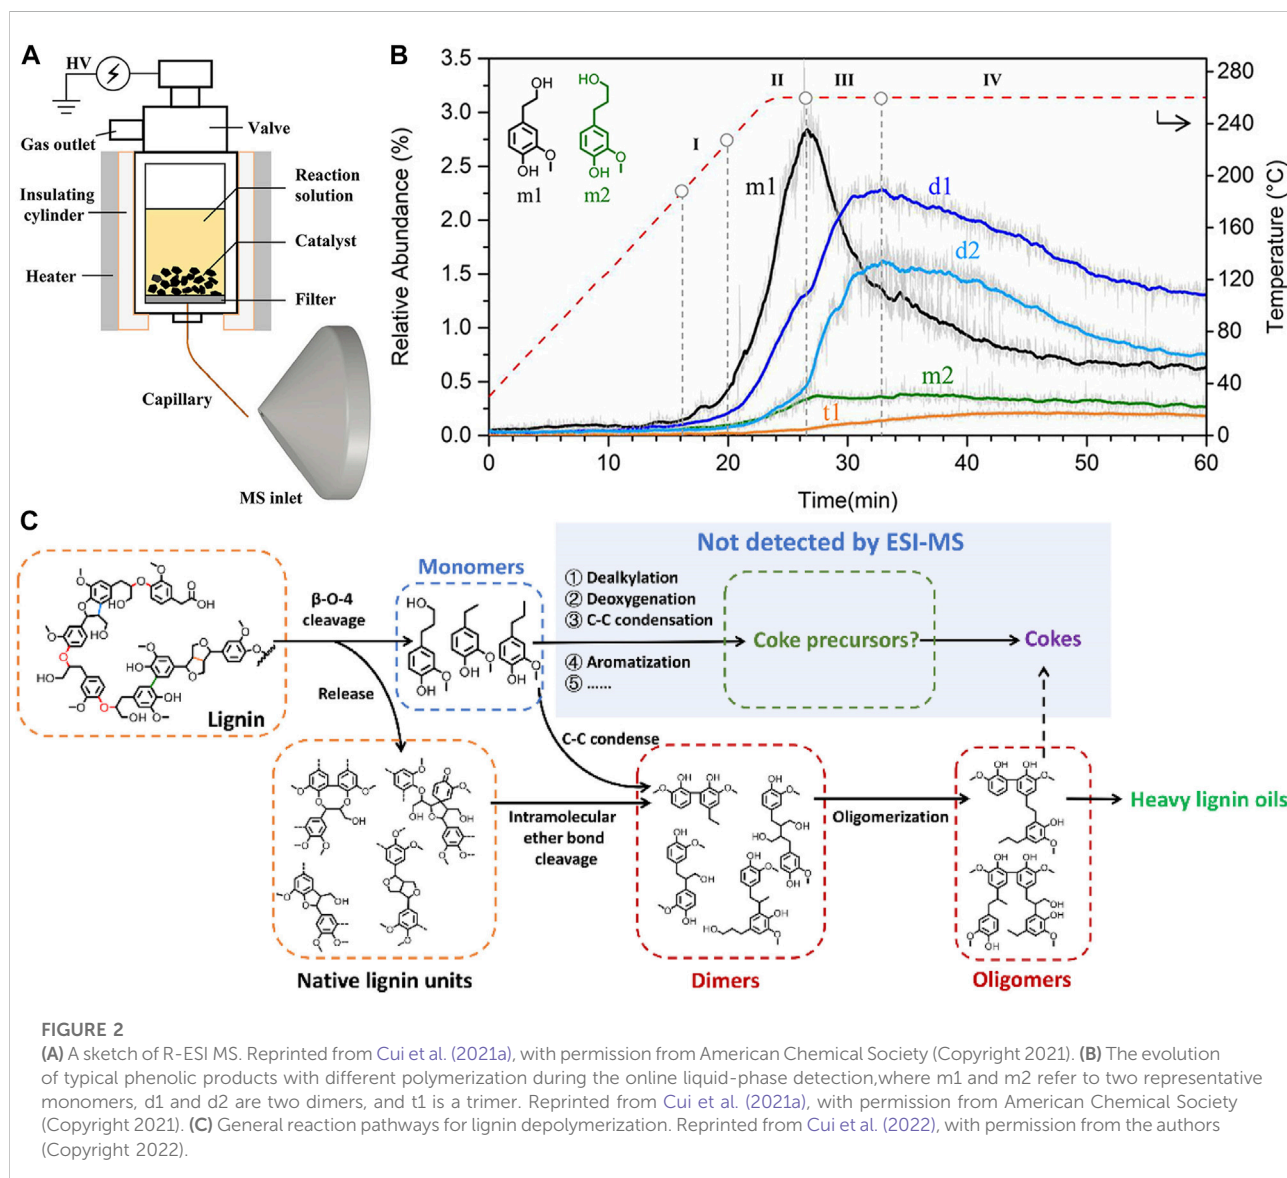 A
HV
Valve
Gas outlet
Insulating
cylinder
Reaction
solution
Catalyst
Heater
Filter
Capillary
MS inlet
B
Relative Abundance (%)
3.5
3.0
2.5
2.0
1.5
1.0
0.5
0.0
0
10
20
30
40
50
60
Time(min)
280
240
200
160
120
80
40
0
Temperature (°C)
I
II
III
IV
HO
O
OH
m1
HO
O
OH
m2
m1
d1
d2
m2
t1
C
Lignin
β-O-4
cleavage
Release
Monomers
Not detected by ESI-MS
① Dealkylation
② Deoxygenation
③ C-C condensation
④ Aromatization
⑤ ......
Coke precursors?
Cokes
C-C condense
Native lignin units
Intramolecular
ether bond
cleavage
Dimers
Oligomerization
Oligomers
Heavy lignin oils
FIGURE 2
(A) A sketch of R-ESI MS. Reprinted from Cui et al. (2021a), with permission from American Chemical Society (Copyright 2021). (B) The evolution
of typical phenolic products with different polymerization during the online liquid-phase detection,where m1 and m2 refer to two representative
monomers, d1 and d2 are two dimers, and t1 is a trimer. Reprinted from Cui et al. (2021a), with permission from American Chemical Society
(Copyright 2021). (C) General reaction pathways for lignin depolymerization. Reprinted from Cui et al. (2022), with permission from the authors
(Copyright 2022).